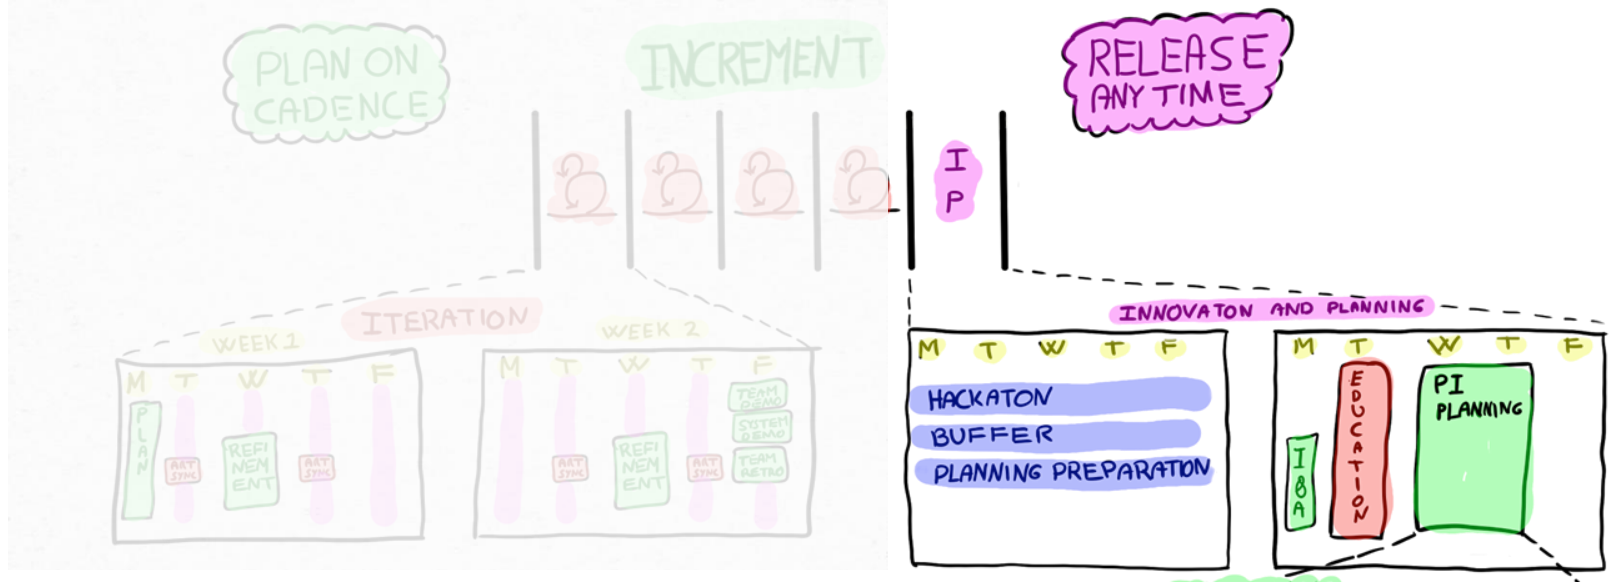 PLAN ON
CADENCE
INCREMENT
RELEASE
ANY TIME
I
P
ITERATION
INNOVATON AND PLANNING
WEEK 1
WEEK 2
M T W T F
PLAN
ART
SYNC
REFI
NEM
ENT
ART
SYNC
M T W T F
ART
SYNC
REFI
NEM
ENT
ART
SYNC
TEAM
DEMO
SYSTEM
DEMO
TEAM
RETRO
M T W T F
HACKATON
BUFFER
PLANNING PREPARATION
M T W T F
I&A
EDUCATION
PI
PLANNING